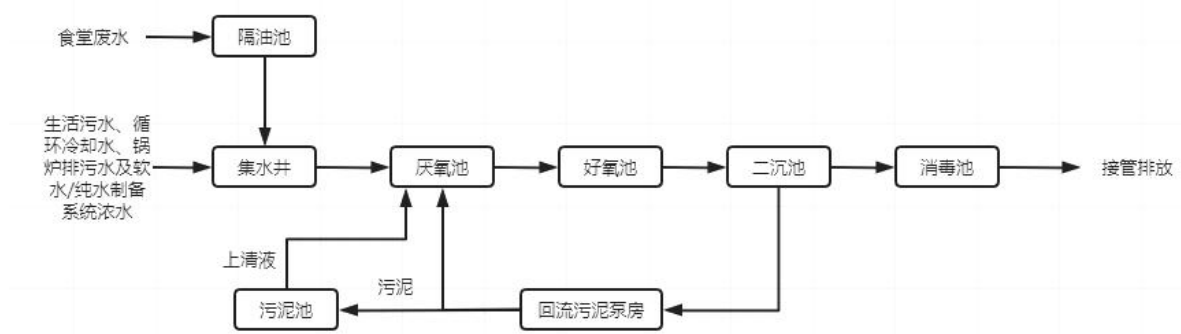 食堂废水
隔油池
生活污水、循
环冷却水、锅
炉排污水及软
水/纯水制备
系统浓水
集水井
厌氧池
好氧池
二沉池
消毒池
接管排放
上清液
污泥
污泥池
回流污泥泵房